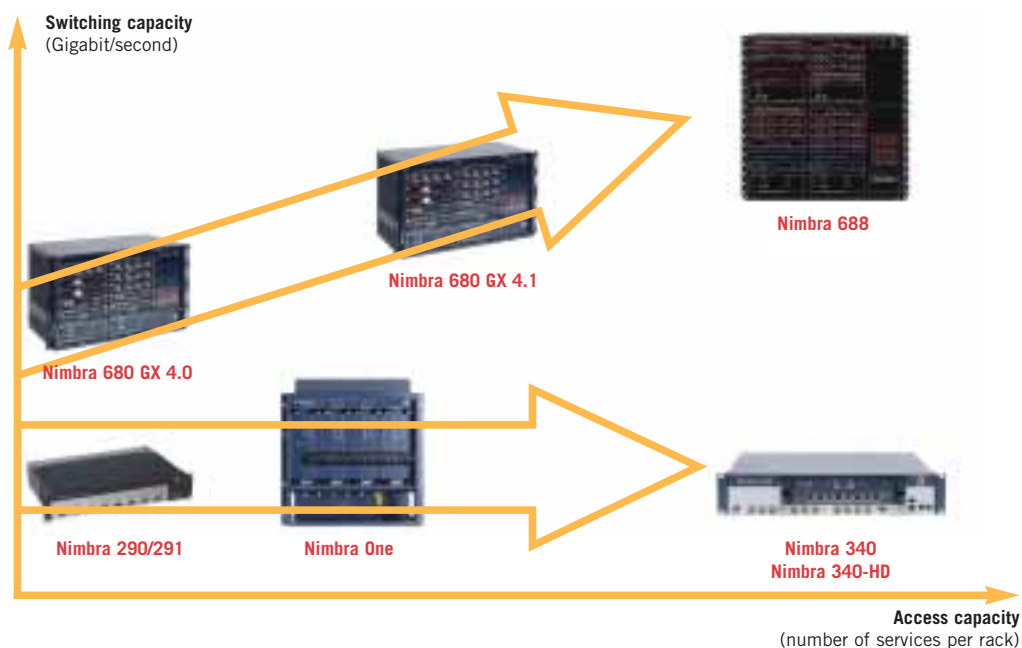 Switching capacity
(Gigabit/second)
Nimbra 688
Nimbra 680 GX 4.1
Nimbra 680 GX 4.0
Nimbra 290/291
Nimbra One
Nimbra 340
Nimbra 340-HD
Access capacity
(number of services per rack)